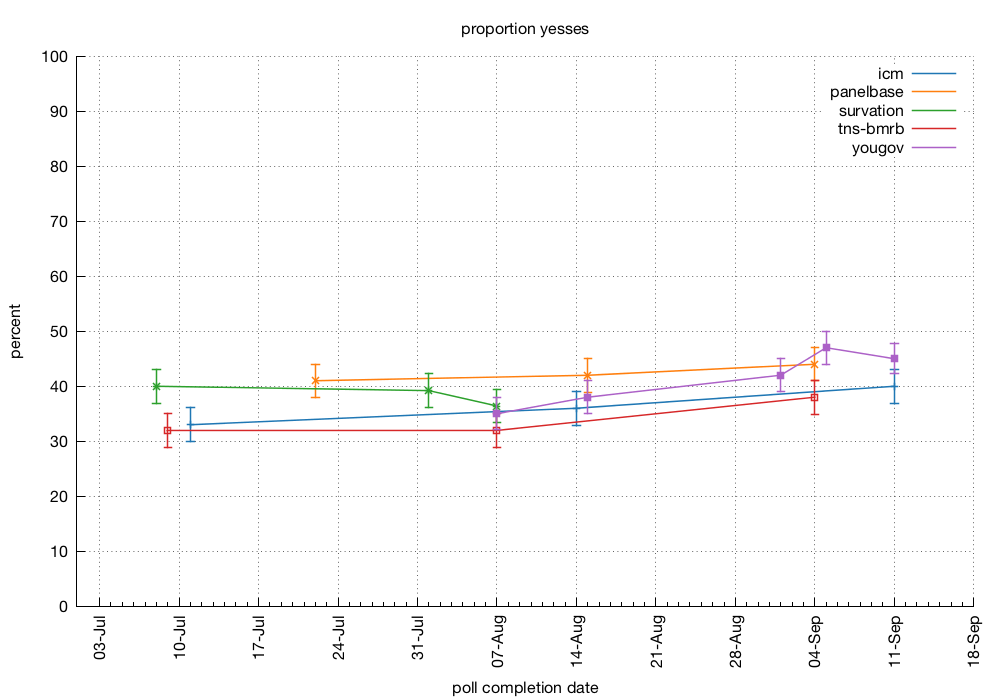 proportion yesses
icm
panelbase
survation
tns-bmrb
yougov
100
90
80
70
60
50
40
30
20
10
0
percent
03-Jul
10-Jul
17-Jul
24-Jul
31-Jul
07-Aug
14-Aug
21-Aug
28-Aug
04-Sep
11-Sep
18-Sep
poll completion date